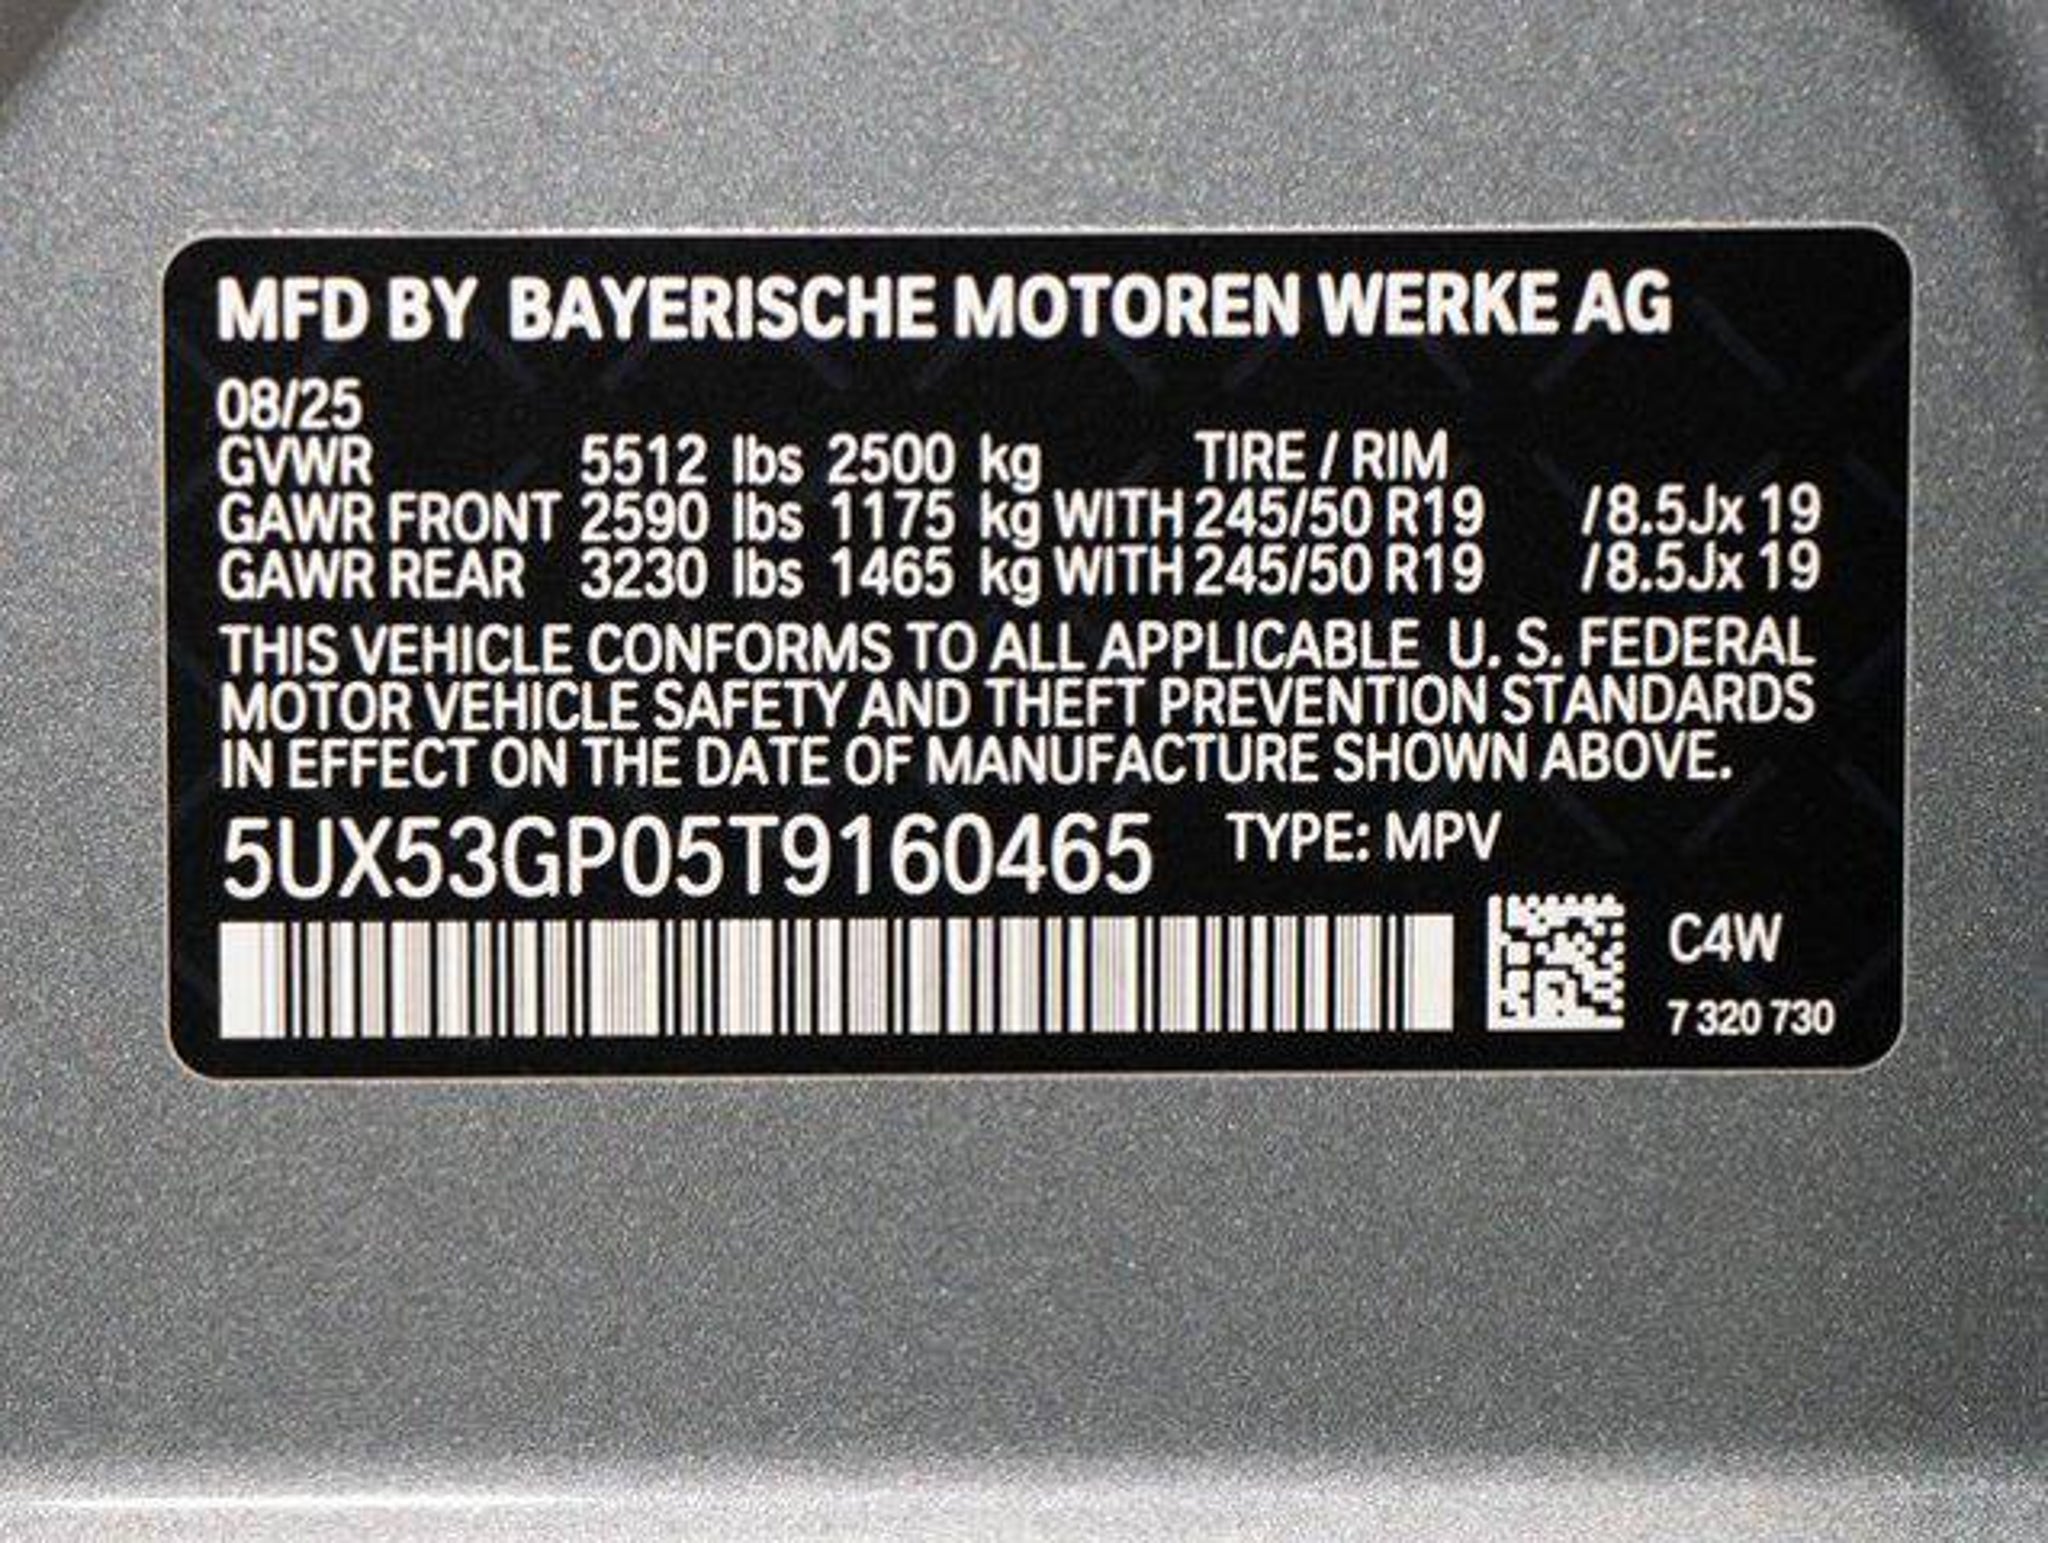 MFD BY BAYERISCHE MOTOREN WERKE AG
08/25
GVWR 5512 lbs 2500 kg TIRE / RIM
GAWR FRONT 2590 lbs 1175 kg WITH 245/50 R19 /8.5Jx 19
GAWR REAR 3230 lbs 1465 kg WITH 245/50 R19 /8.5Jx 19
THIS VEHICLE CONFORMS TO ALL APPLICABLE U. S. FEDERAL
MOTOR VEHICLE SAFETY AND THEFT PREVENTION STANDARDS
IN EFFECT ON THE DATE OF MANUFACTURE SHOWN ABOVE.
5UX53GP05T9160465 TYPE: MPV
C4W
7 320 730